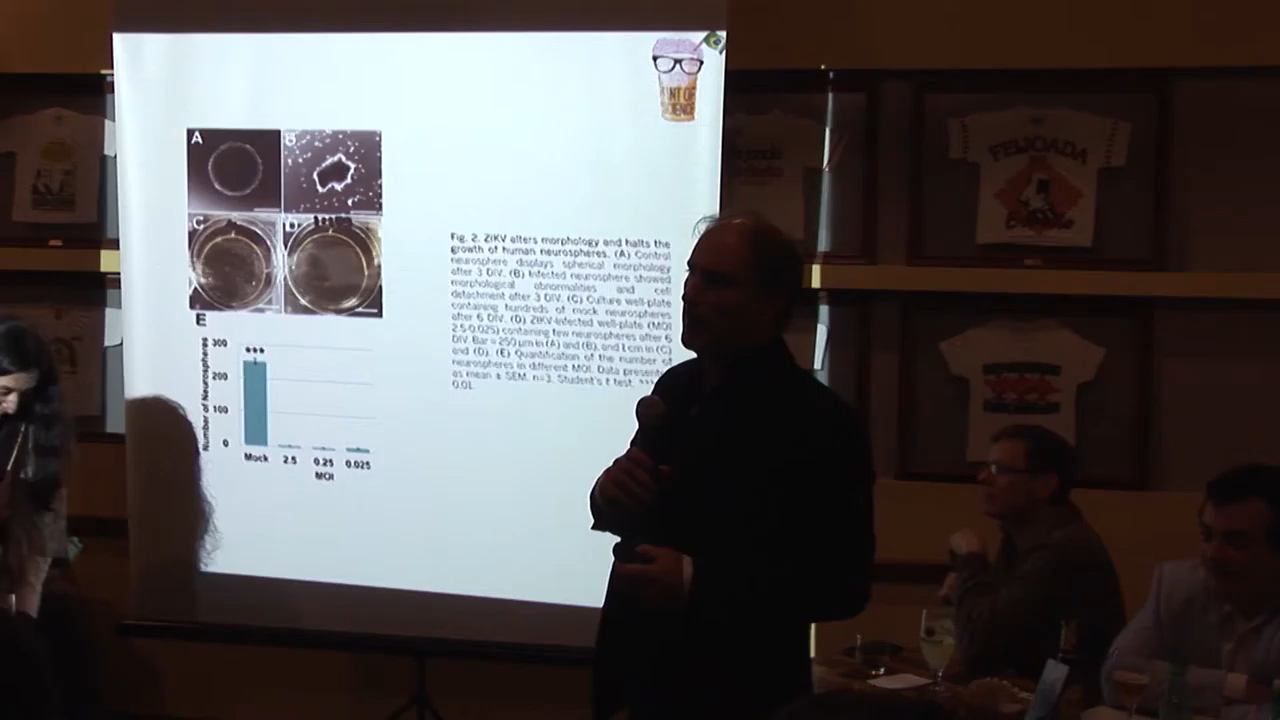 PINT OF
SCIENCE
A
B
C
D
Fig. 2. ZIKV alters morphology and halts the
growth of human neurospheres. (A) Control
neurosphere displays spherical morphology
after 3 DIV. (B) Infected neurosphere showed
morphological abnormalities and cell
detachment after 3 DIV. (C) Culture well-plate
containing hundreds of mock neurospheres
after 6 DIV. (D) ZIKV-infected well-plate (MOI
2.5-0.025) containing few neurospheres after 6
DIV. Bar = 250 µm in (A) and (B), and 1 cm in (C)
and (D). (E) Quantification of the number of
neurospheres in different MOI. Data presented
as mean ± SEM. n=3. Student's t test. ***
0.01.
E
Number of Neurospheres
300
200
100
0
***
Mock 2.5 0.25 0.025
MOI
FEIJOADA